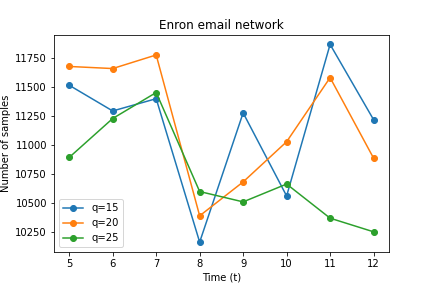 Enron email network
Number of samples
11750
11500
11250
11000
10750
10500
10250
q=15
q=20
q=25
5 6 7 8 9 10 11 12
Time (t)